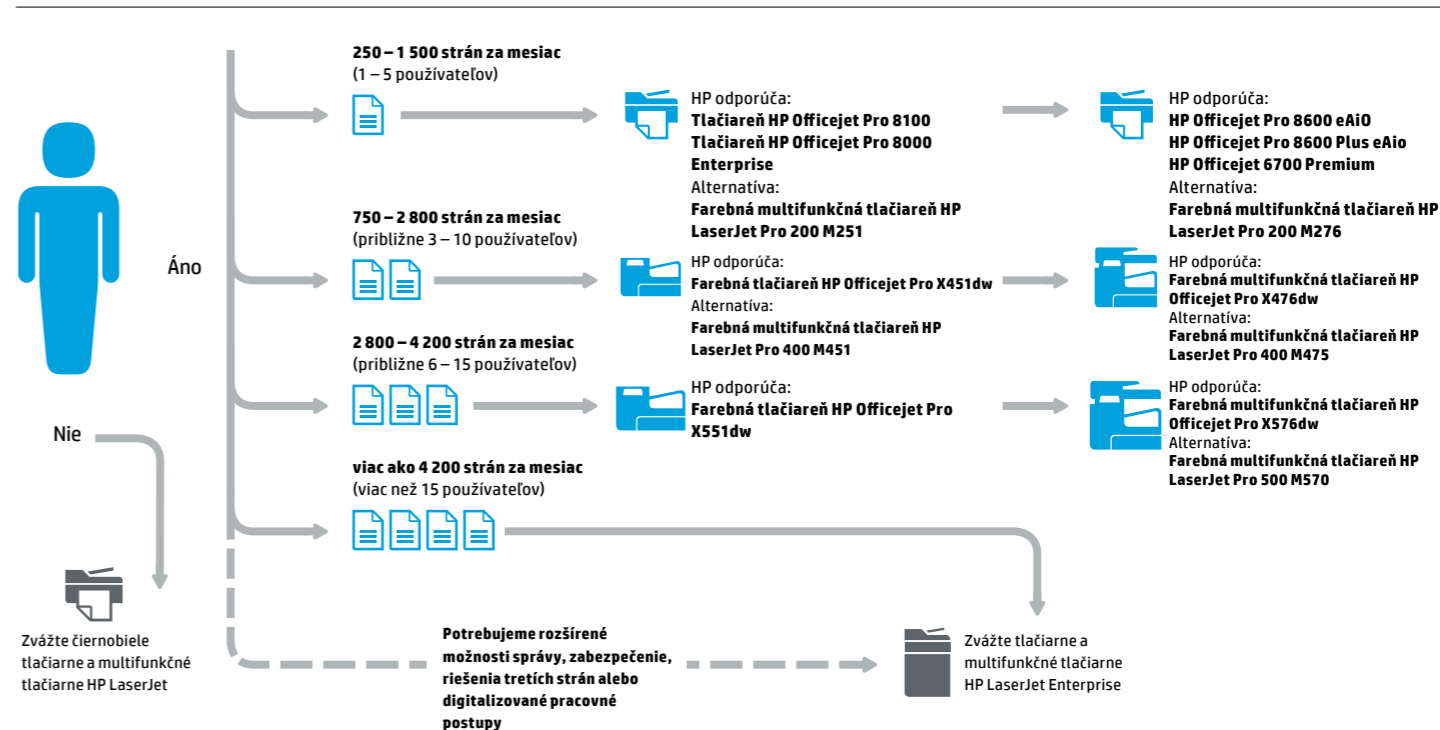 250 – 1 500 strán za mesiac
(1 – 5 používateľov)
HP odporúča:
Tlačiareň HP Officejet Pro 8100
Tlačiareň HP Officejet Pro 8000
Enterprise
Alternatíva:
Farebná multifunkčná tlačiareň HP
LaserJet Pro 200 M251
HP odporúča:
HP Officejet Pro 8600 eAiO
HP Officejet Pro 8600 Plus eAio
HP Officejet 6700 Premium
Alternatíva:
Farebná multifunkčná tlačiareň HP
LaserJet Pro 200 M276
Áno
750 – 2 800 strán za mesiac
(približne 3 – 10 používateľov)
HP odporúča:
Farebná tlačiareň HP Officejet Pro X451dw
Alternatíva:
Farebná multifunkčná tlačiareň HP
LaserJet Pro 400 M451
HP odporúča:
Farebná multifunkčná tlačiareň HP
Officejet Pro X476dw
Alternatíva:
Farebná multifunkčná tlačiareň HP
LaserJet Pro 400 M475
2 800 – 4 200 strán za mesiac
(približne 6 – 15 používateľov)
HP odporúča:
Farebná tlačiareň HP Officejet Pro
X551dw
HP odporúča:
Farebná multifunkčná tlačiareň HP
Officejet Pro X576dw
Alternatíva:
Farebná multifunkčná tlačiareň HP
LaserJet Pro 500 M570
Nie
viac ako 4 200 strán za mesiac
(viac než 15 používateľov)
Zvážte čiernobiele
tlačiarne a multifunkčné
tlačiarne HP LaserJet
Potrebujeme rozšírené
možnosti správy, zabezpečenie,
riešenia tretích strán alebo
digitalizované pracovné
postupy
Zvážte tlačiarne a
multifunkčné tlačiarne
HP LaserJet Enterprise